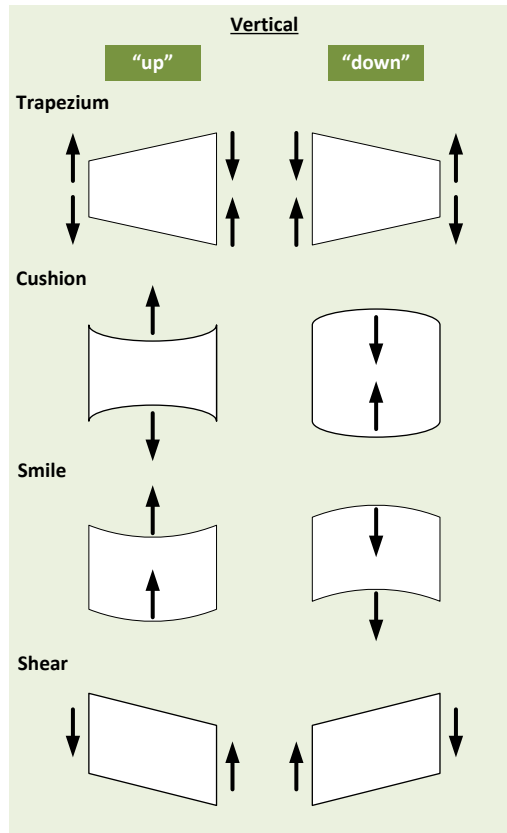 Vertical
“up” “down”
Trapezium
Cushion
Smile
Shear